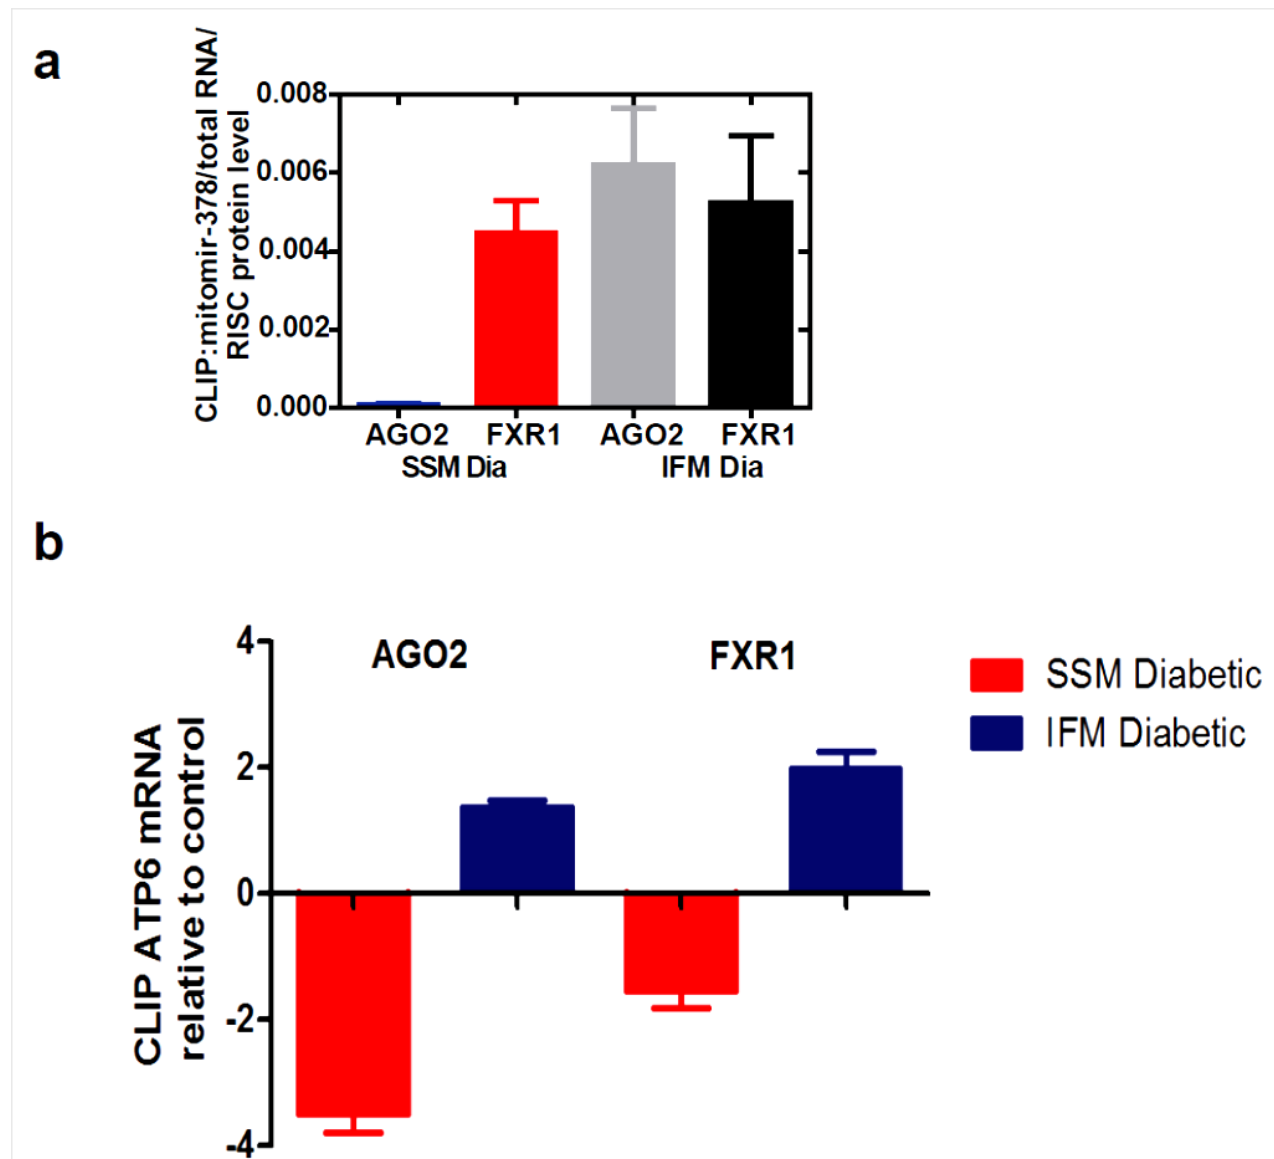 a
CLIP:mitomir-378/total RNA/
RISC protein level
0.008
0.006
0.004
0.002
0.000
AGO2 FXR1 AGO2 FXR1
SSM Dia IFM Dia
b
CLIP ATP6 mRNA
relative to control
4
2
0
-2
-4
AGO2 FXR1
SSM Diabetic
IFM Diabetic